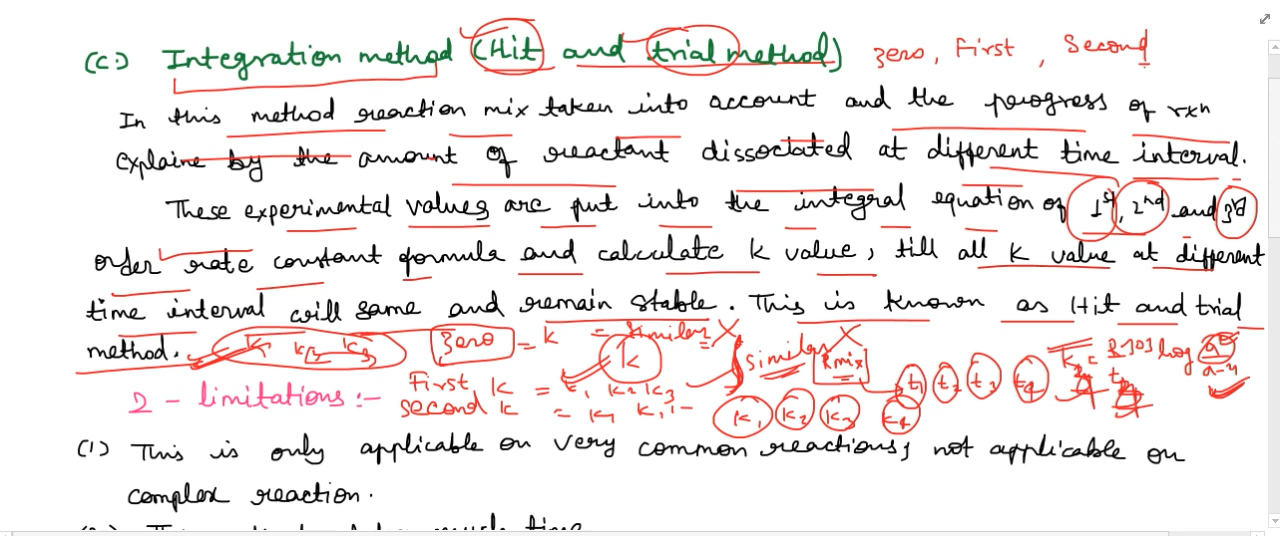 (C.) Integration method (Hit and trial method) zero, First, Second
In this method reaction mix taken into account and the progress of rxn
explaine by the amount of reactant dissociated at different time interval.
These experimental values are put into the integral equation of 1st, 2nd and 3rd
order rate constant formula and calculate k value, till all K value at different
time interval will same and remain stable. This is known as Hit and trial
method. K K2 K3 zero = k = similar X
k similar X Rmix
t1 t2 t3 t4
2 - limitations :-
First, K = K1 K2 K3
second k = K1 K, -
K1 K2 K3 K4
(1) This is only applicable on very common reactions, not applicable on
complex reaction.